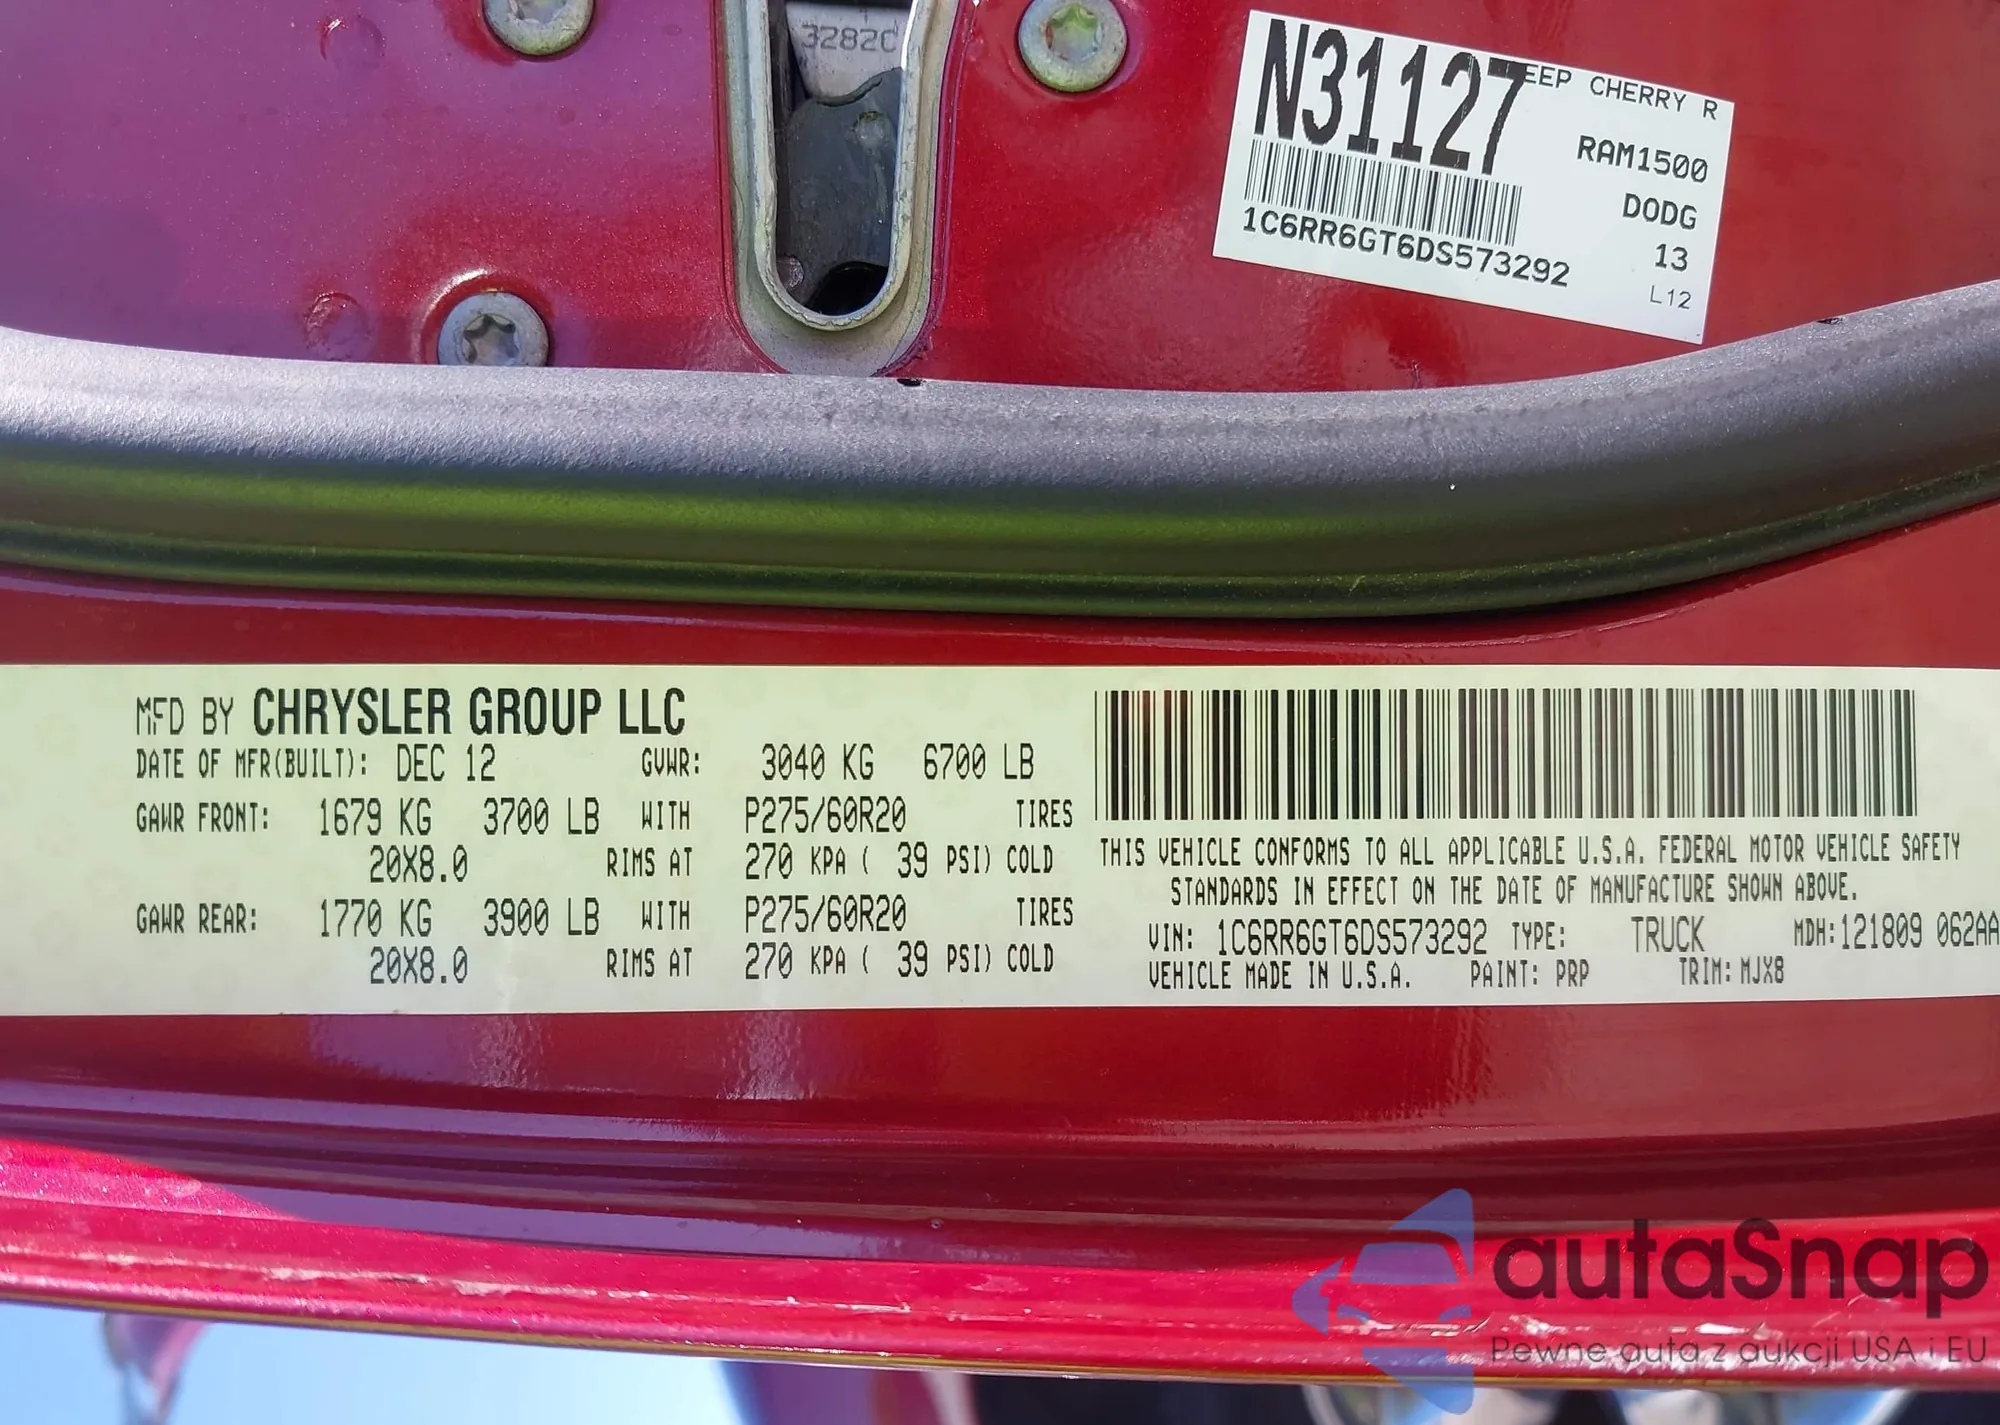 3282C
N31127
EEP CHERRY R
RAM1500
DODG
1C6RR6GT6DS573292
13
L12
MFD BY CHRYSLER GROUP LLC
DATE OF MFR(BUILT): DEC 12 GVWR: 3040 KG 6700 LB
GAWR FRONT: 1679 KG 3700 LB WITH P275/60R20 TIRES
20X8.0 RIMS AT 270 KPA ( 39 PSI) COLD
GAWR REAR: 1770 KG 3900 LB WITH P275/60R20 TIRES
20X8.0 RIMS AT 270 KPA ( 39 PSI) COLD
THIS VEHICLE CONFORMS TO ALL APPLICABLE U.S.A. FEDERAL MOTOR VEHICLE SAFETY
STANDARDS IN EFFECT ON THE DATE OF MANUFACTURE SHOWN ABOVE.
VIN: 1C6RR6GT6DS573292 TYPE: TRUCK MDH:121809 062AA
VEHICLE MADE IN U.S.A. PAINT: PRP TRIM: MJX8
autaSnap
Pewne auta z aukcji USA i EU